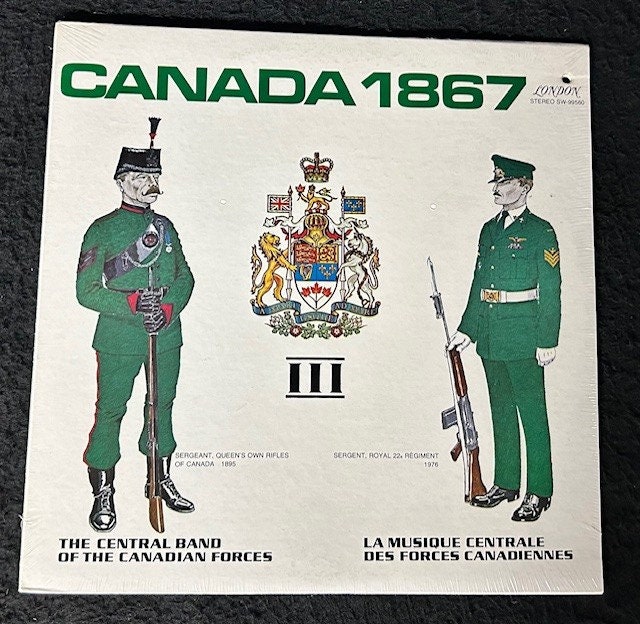 CANADA 1867
LONDON
STEREO SW-99560
III
SERGEANT, QUEEN'S OWN RIFLES
OF CANADA 1895
SERGENT, ROYAL 22e RÉGIMENT
1976
THE CENTRAL BAND
OF THE CANADIAN FORCES
LA MUSIQUE CENTRALE
DES FORCES CANADIENNES